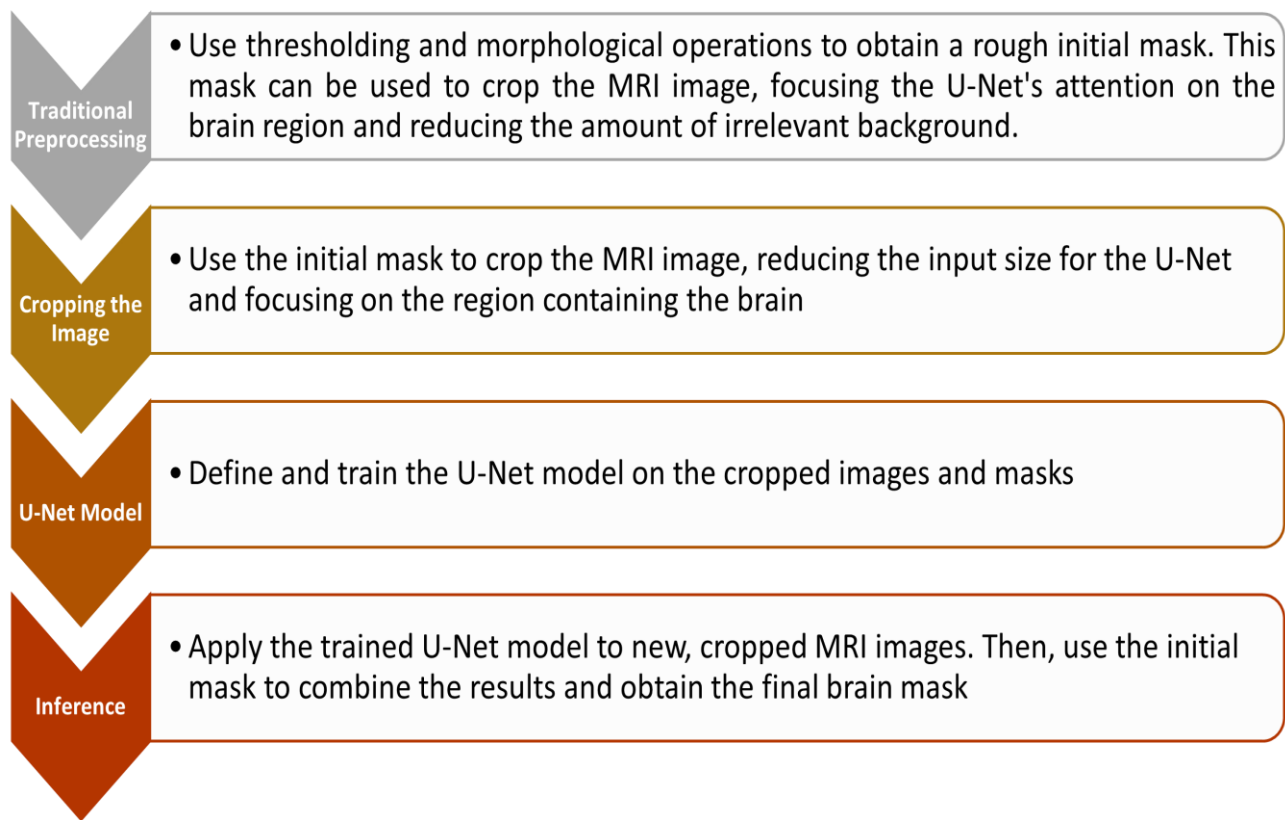 Traditional
Preprocessing
• Use thresholding and morphological operations to obtain a rough initial mask. This
mask can be used to crop the MRI image, focusing the U-Net's attention on the
brain region and reducing the amount of irrelevant background.
Cropping the
Image
• Use the initial mask to crop the MRI image, reducing the input size for the U-Net
and focusing on the region containing the brain
U-Net Model
• Define and train the U-Net model on the cropped images and masks
Inference
• Apply the trained U-Net model to new, cropped MRI images. Then, use the initial
mask to combine the results and obtain the final brain mask